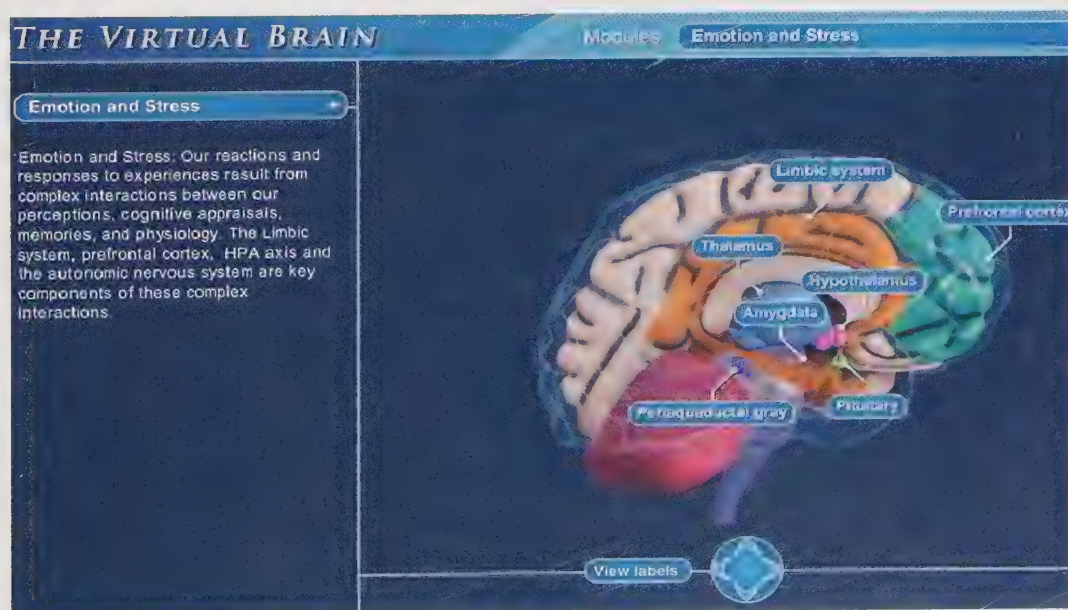 THE VIRTUAL BRAIN
Modules Emotion and Stress
Emotion and Stress
Emotion and Stress: Our reactions and
responses to experiences result from
complex interactions between our
perceptions, cognitive appraisals,
memories, and physiology. The Limbic
system, prefrontal cortex, HPA axis and
the autonomic nervous system are key
components of these complex
interactions.
Limbic system
Prefrontal cortex
Thalamus
Hypothalamus
Amygdala
Periaqueductal gray
Pituitary
View labels